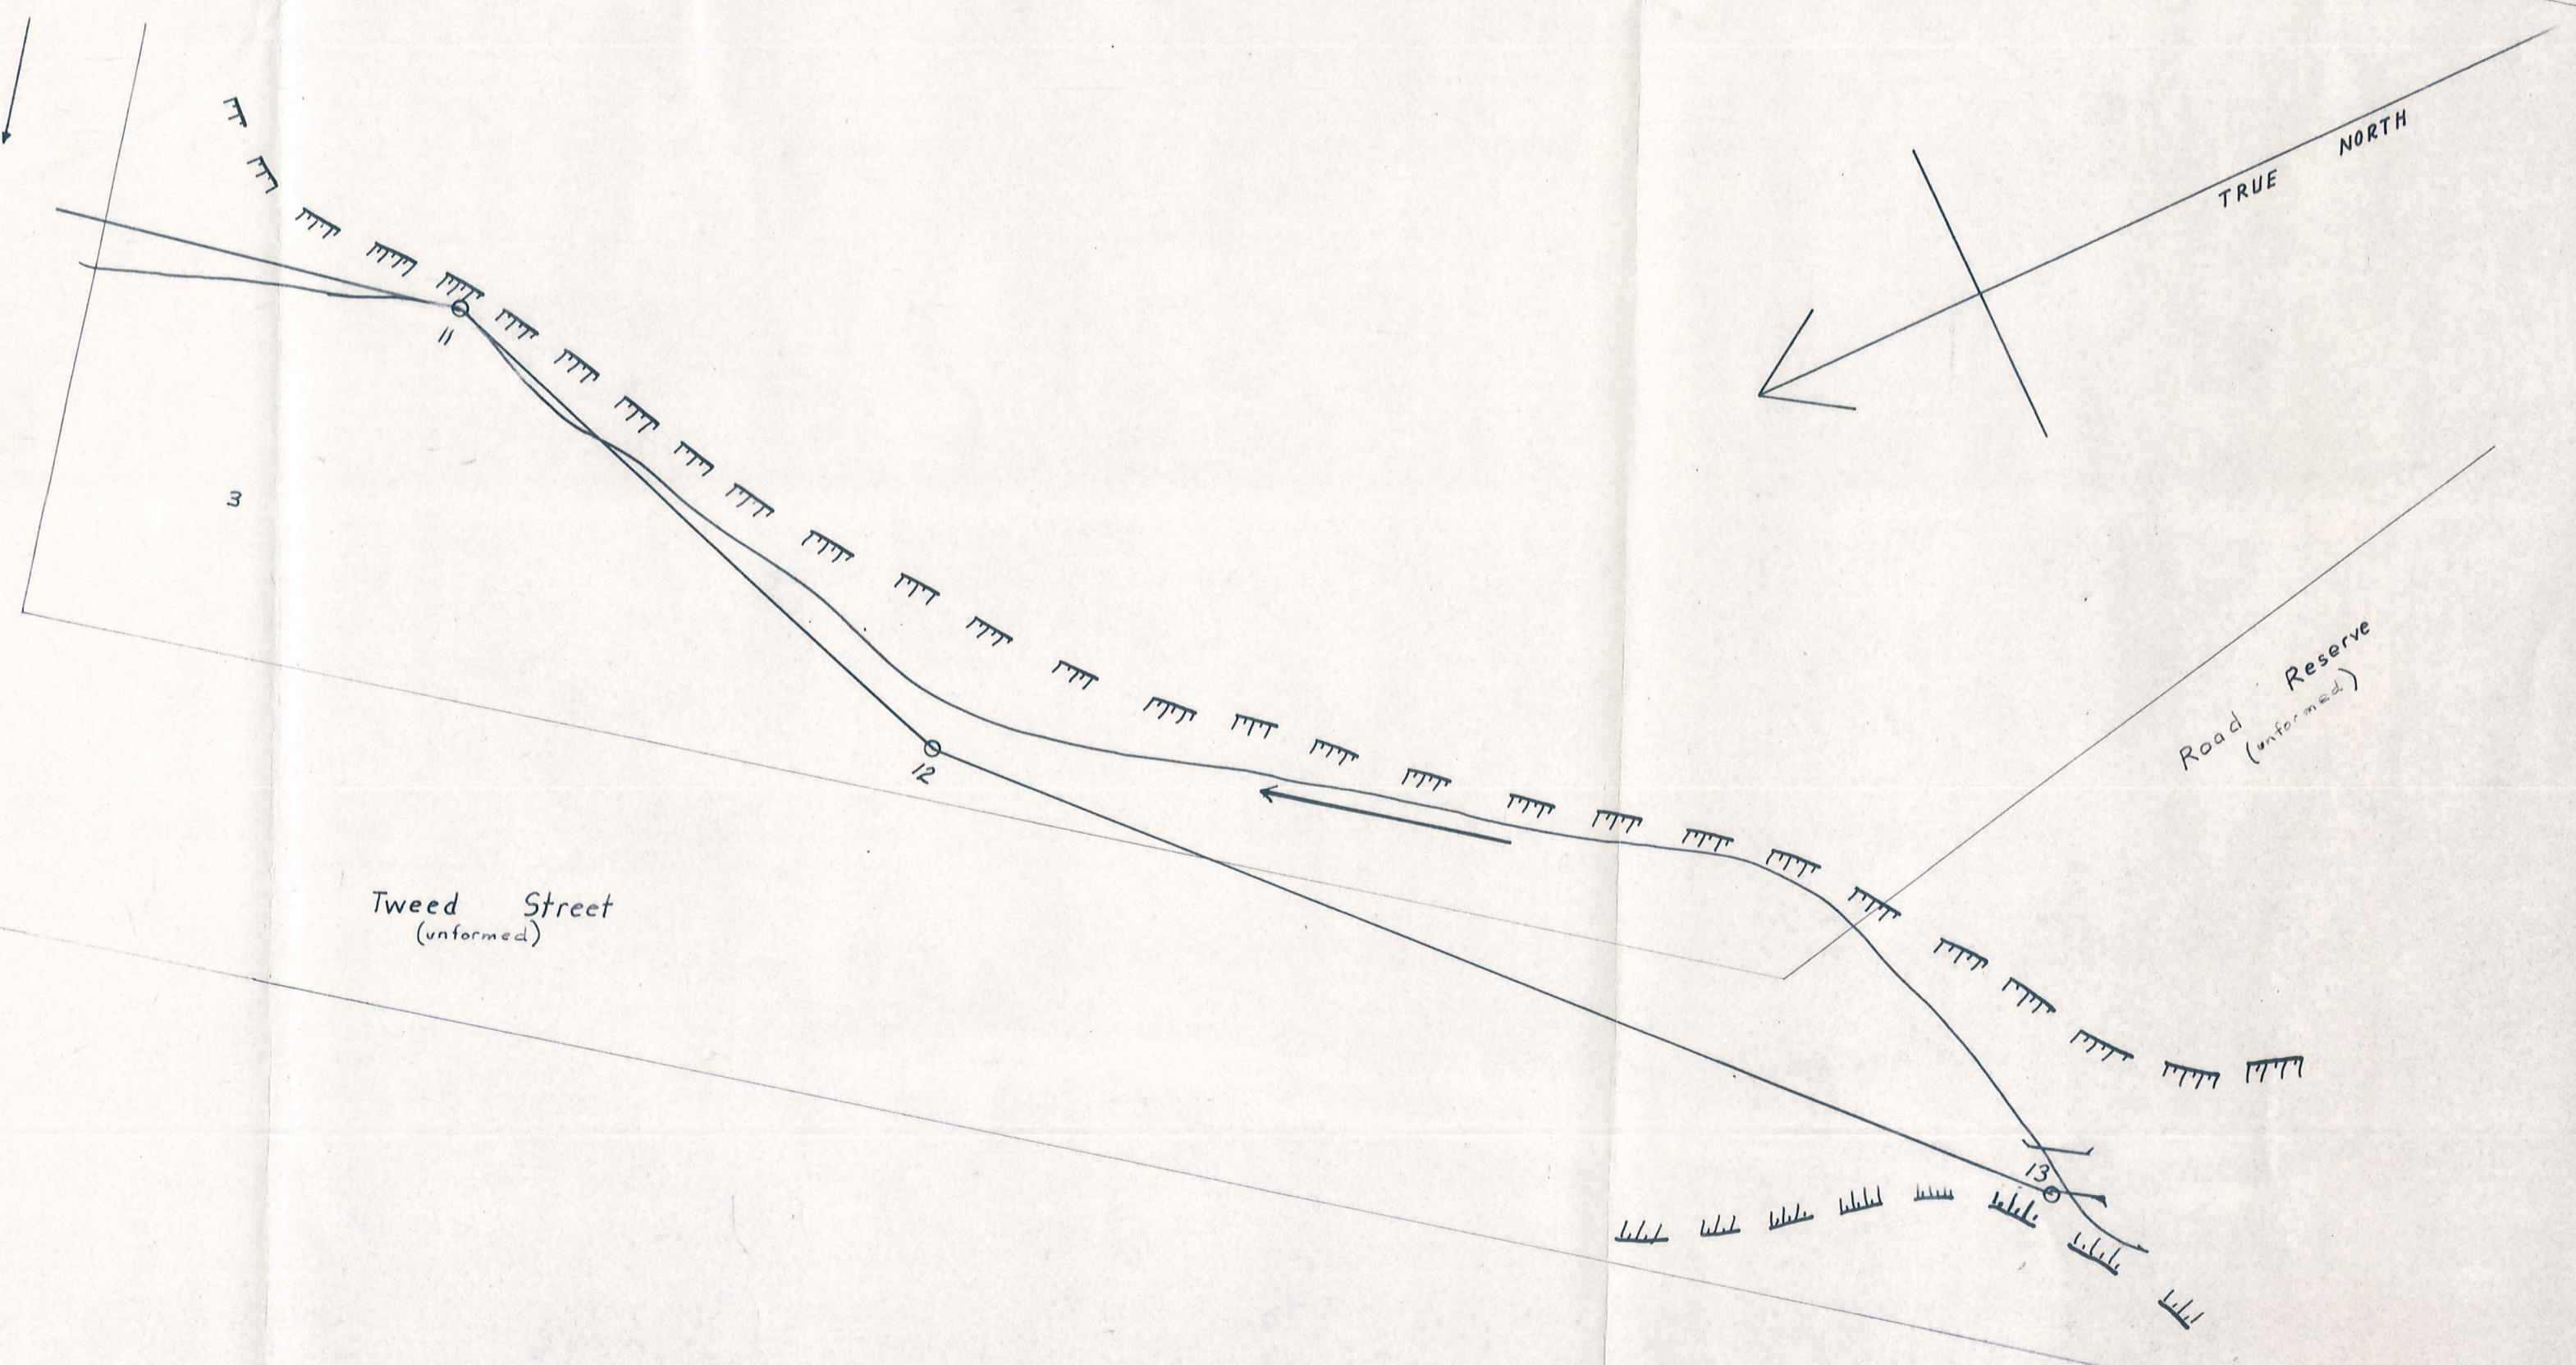 TRUE NORTH
11
3
Road Reserve
(unformed)
12
Tweed Street
(unformed)
13